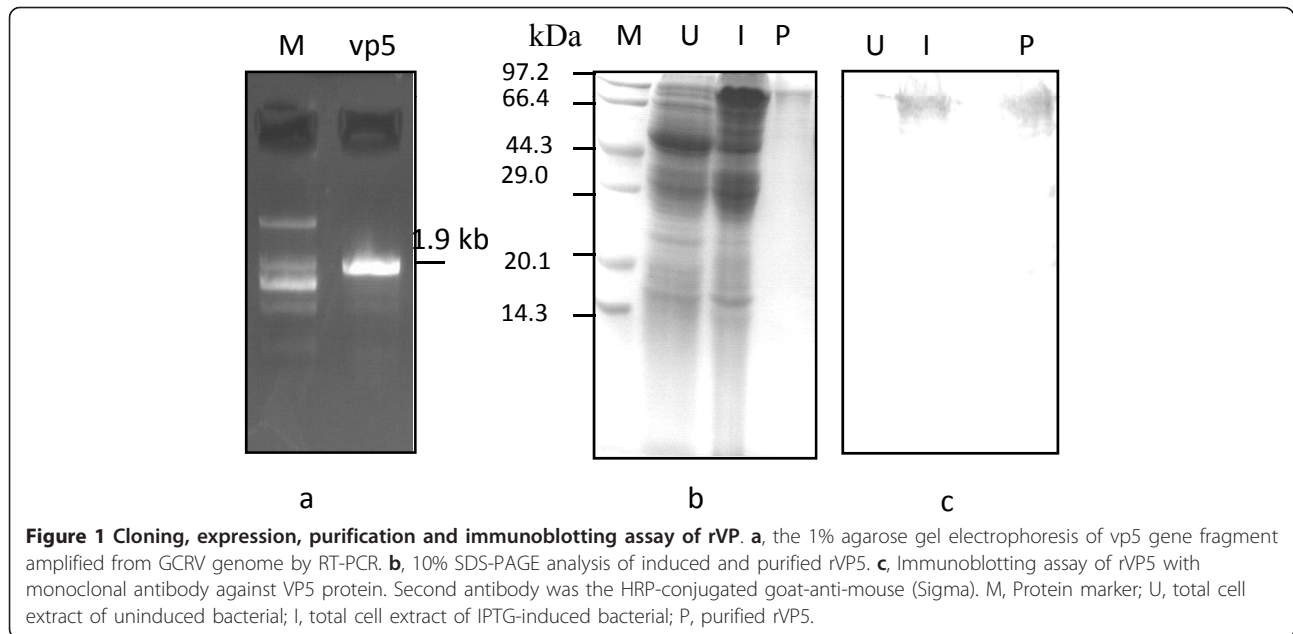 M vp5
1.9 kb
a
kDa M U I P
97.2
66.4
44.3
29.0
20.1
14.3
b
U I P
c
Figure 1 Cloning, expression, purification and immunoblotting assay of rVP. a, the 1% agarose gel electrophoresis of vp5 gene fragment
amplified from GCRV genome by RT-PCR. b, 10% SDS-PAGE analysis of induced and purified rVP5. c, Immunoblotting assay of rVP5 with
monoclonal antibody against VP5 protein. Second antibody was the HRP-conjugated goat-anti-mouse (Sigma). M, Protein marker; U, total cell
extract of uninduced bacterial; I, total cell extract of IPTG-induced bacterial; P, purified rVP5.